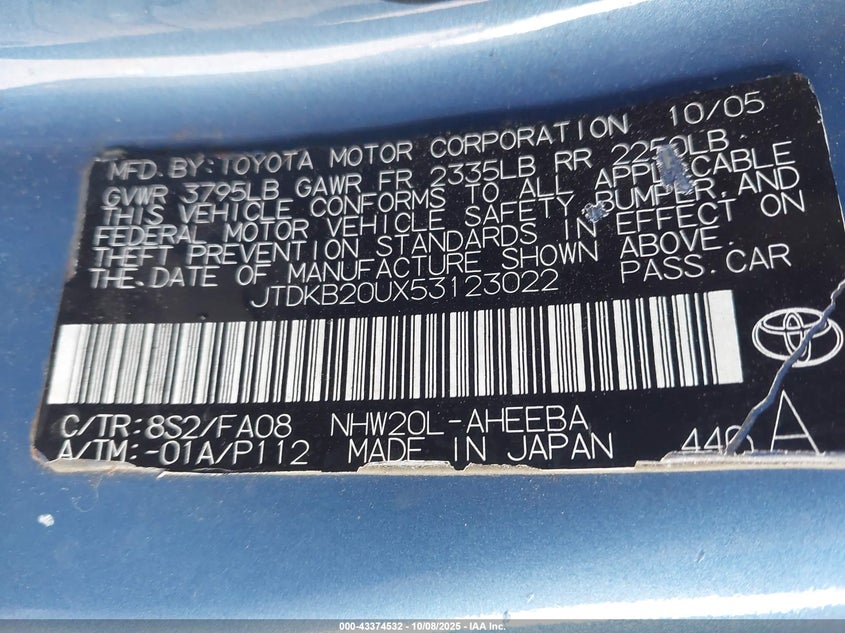 MFD. BY: TOYOTA MOTOR CORPORATION 10/05
GVWR 3795LB GAWR FR 2335LB RR
THIS VEHICLE CONFORMS TO ALL APPLICABLE
FEDERAL MOTOR VEHICLE SAFETY, BUMPER, AND
THEFT PREVENTION STANDARDS IN EFFECT ON
THE DATE OF MANUFACTURE SHOWN ABOVE.
JTDKB20UX53123022 PASS. CAR
C/TR: 8S2/FA08 NHW20L-AHEEBA
A/TM: -01A/P112 MADE IN JAPAN A
000-43374532 - 10/08/2025 - IAA Inc.